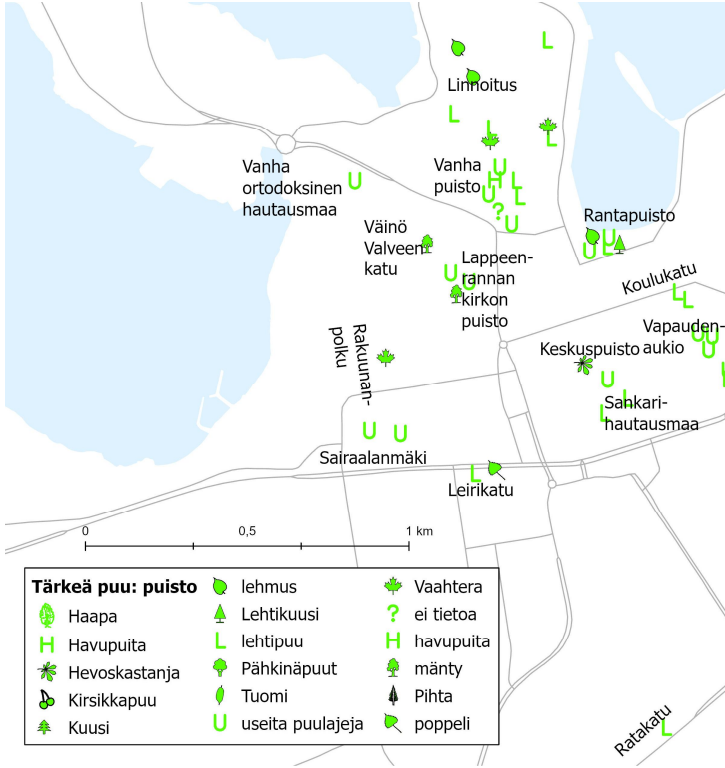 Linnoitus
Vanha
ortodoksinen
hautausmaa
Vanha
puisto
Rantapuisto
Väinö
Valveen
katu
Lappeen-
rannan
kirkon
puisto
Koulukatu
Vapauden-
aukio
Rakuunan-
polku
Keskuspuisto
Sankari-
hautausmaa
Sairaalanmäki
Leirikatu
0 0,5 1 km
Tärkeä puu: puisto
Haapa
Havupuita
Hevoskastanja
Kirsikkapuu
Kuusi
lehmus
Lehtikuusi
lehtipuu
Pähkinäpuut
Tuomi
useita puulajeja
Vaahtera
ei tietoa
havupuita
mänty
Pihta
poppeli
Ratakatu